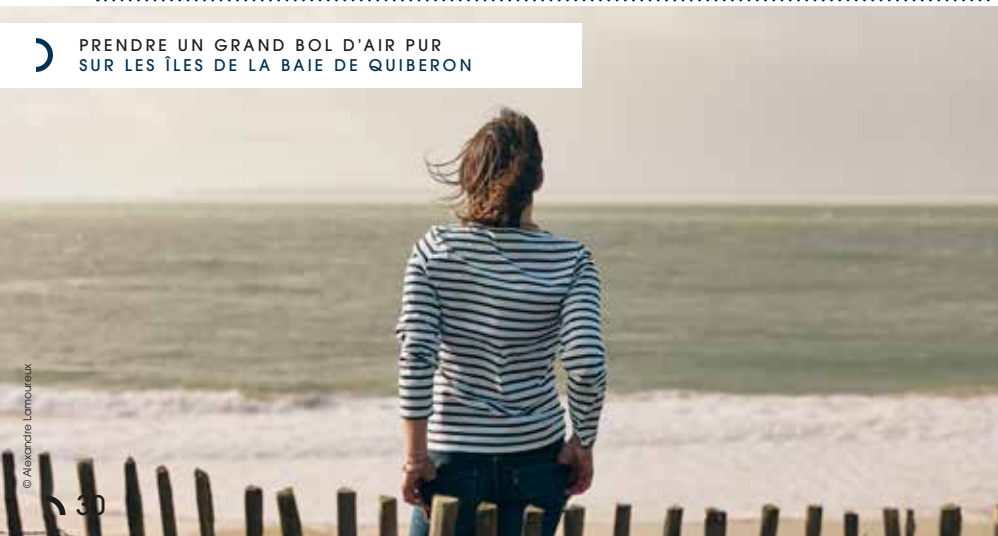 PRENDRE UN GRAND BOL D'AIR PUR
SUR LES ÎLES DE LA BAIE DE QUIBERON
© Alexandre Lamoureux
30